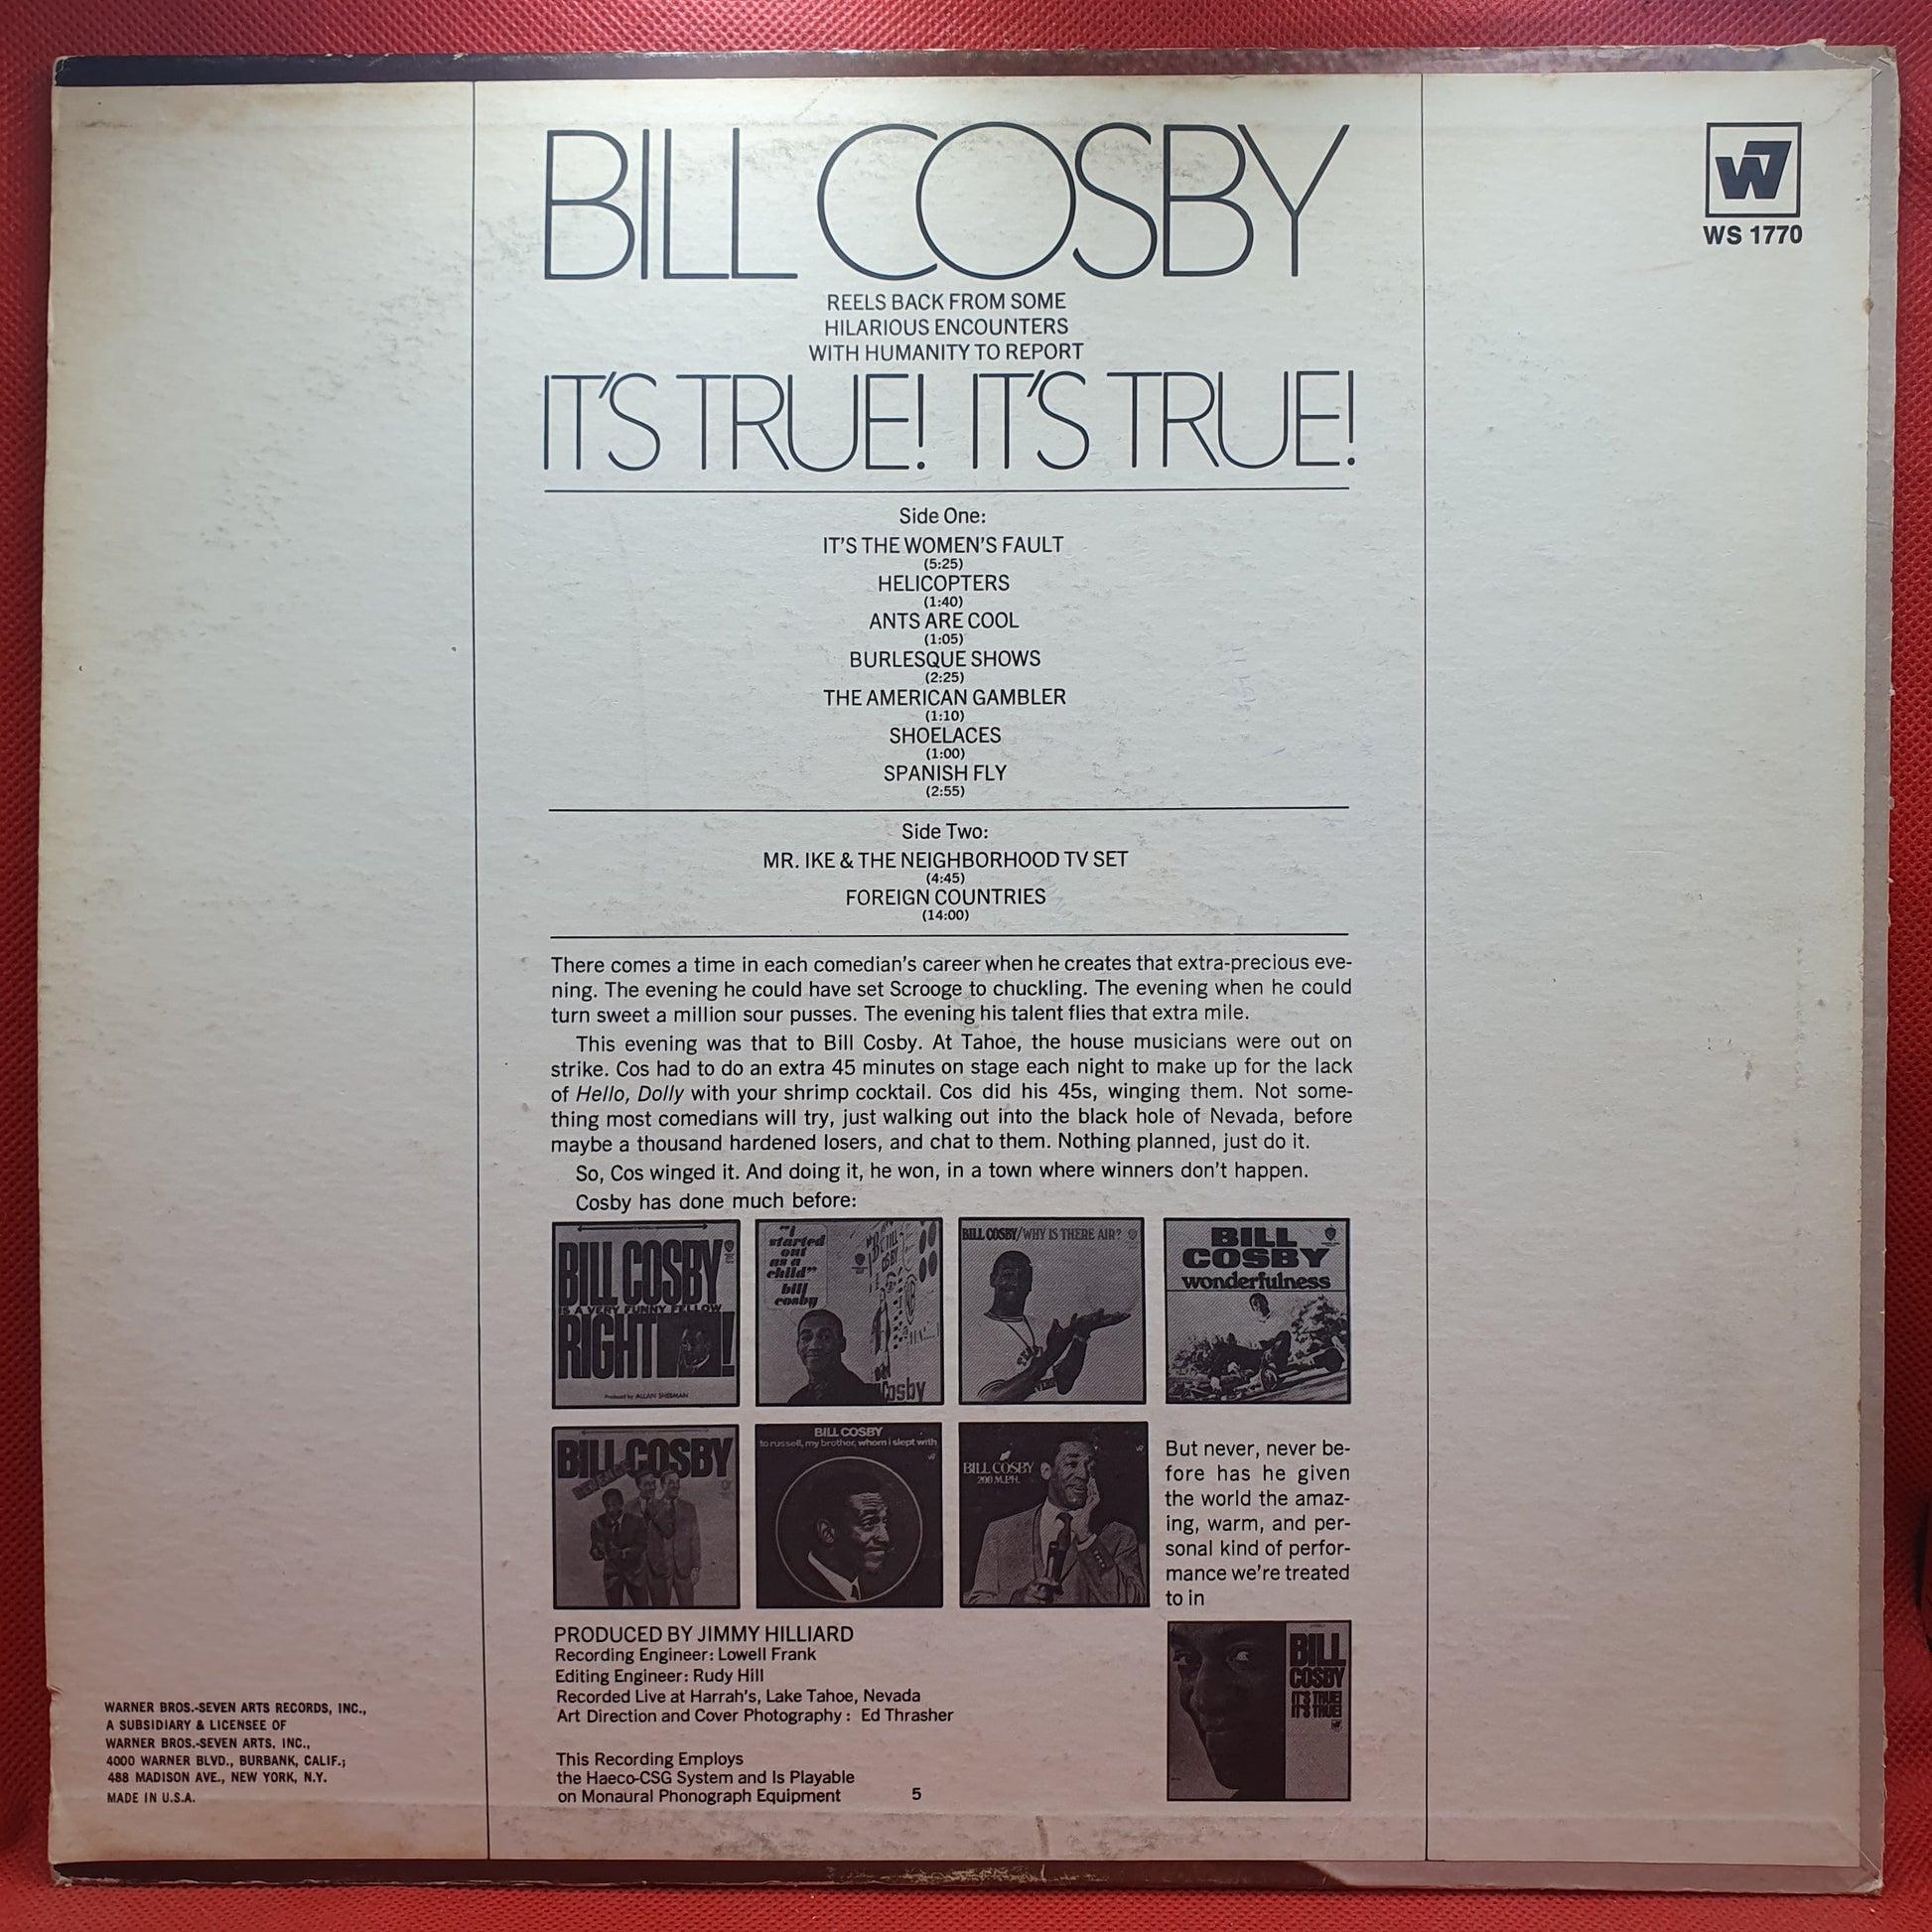 BILL COSBY
W7
WS 1770
REELS BACK FROM SOME
HILARIOUS ENCOUNTERS
WITH HUMANITY TO REPORT
IT'S TRUE! IT'S TRUE!
Side One:
IT'S THE WOMEN'S FAULT
(5:25)
HELICOPTERS
(1:40)
ANTS ARE COOL
(1:05)
BURLESQUE SHOWS
(2:25)
THE AMERICAN GAMBLER
(1:10)
SHOELACES
(1:00)
SPANISH FLY
(2:55)
Side Two:
MR. IKE & THE NEIGHBORHOOD TV SET
(4:45)
FOREIGN COUNTRIES
(14:00)
There comes a time in each comedian's career when he creates that extra-precious eve-
ning. The evening he could have set Scrooge to chuckling. The evening when he could
turn sweet a million sour pusses. The evening his talent flies that extra mile.
This evening was that to Bill Cosby. At Tahoe, the house musicians were out on
strike. Cos had to do an extra 45 minutes on stage each night to make up for the lack
of Hello, Dolly with your shrimp cocktail. Cos did his 45s, winging them. Not some-
thing most comedians will try, just walking out into the black hole of Nevada, before
maybe a thousand hardened losers, and chat to them. Nothing planned, just do it.
So, Cos winged it. And doing it, he won, in a town where winners don't happen.
Cosby has done much before:
BILL COSBY
IS A VERY FUNNY FELLOW
RIGHT!
Produced by ALLAN SHERMAN
"i
started
out
as a
child"
bill
cosby
Cosby
BILL COSBY/WHY IS THERE AIR?
BILL
COSBY
wonderfulness
BILL COSBY
REVENGE
BILL COSBY
to russell, my brother, whom i slept with
BILL COSBY
200 M.P.H.
But never, never be-
fore has he given
the world the amaz-
ing, warm, and per-
sonal kind of perfor-
mance we're treated
to in
BILL
COSBY
IT'S TRUE!
IT'S TRUE!
PRODUCED BY JIMMY HILLIARD
Recording Engineer: Lowell Frank
Editing Engineer: Rudy Hill
Recorded Live at Harrah's, Lake Tahoe, Nevada
Art Direction and Cover Photography: Ed Thrasher
This Recording Employs
the Haeco-CSG System and Is Playable
on Monaural Phonograph Equipment
5
WARNER BROS.-SEVEN ARTS RECORDS, INC.,
A SUBSIDIARY & LICENSEE OF
WARNER BROS.-SEVEN ARTS, INC.,
4000 WARNER BLVD., BURBANK, CALIF.;
488 MADISON AVE., NEW YORK, N.Y.
MADE IN U.S.A.